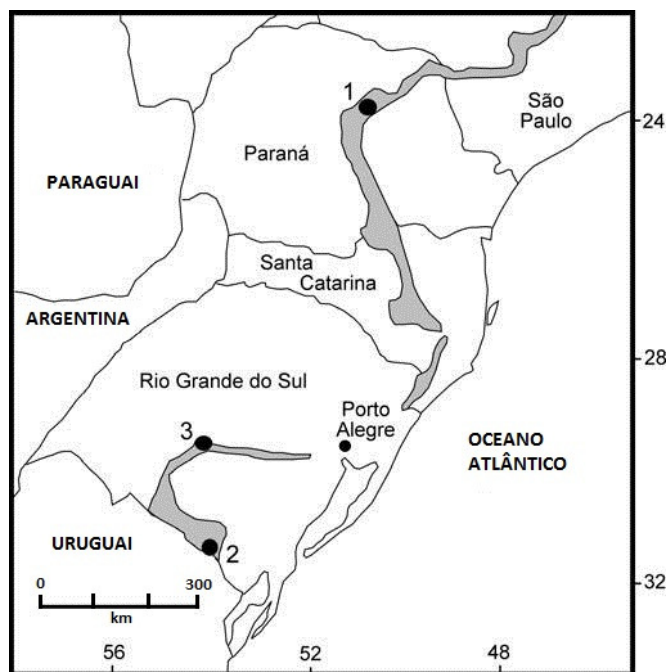 1
São
Paulo
24
Paraná
PARAGUAI
Santa
Catarina
ARGENTINA
28
Rio Grande do Sul
Porto
Alegre
3
OCEANO
ATLÂNTICO
URUGUAI
2
0
300
km
32
56
52
48